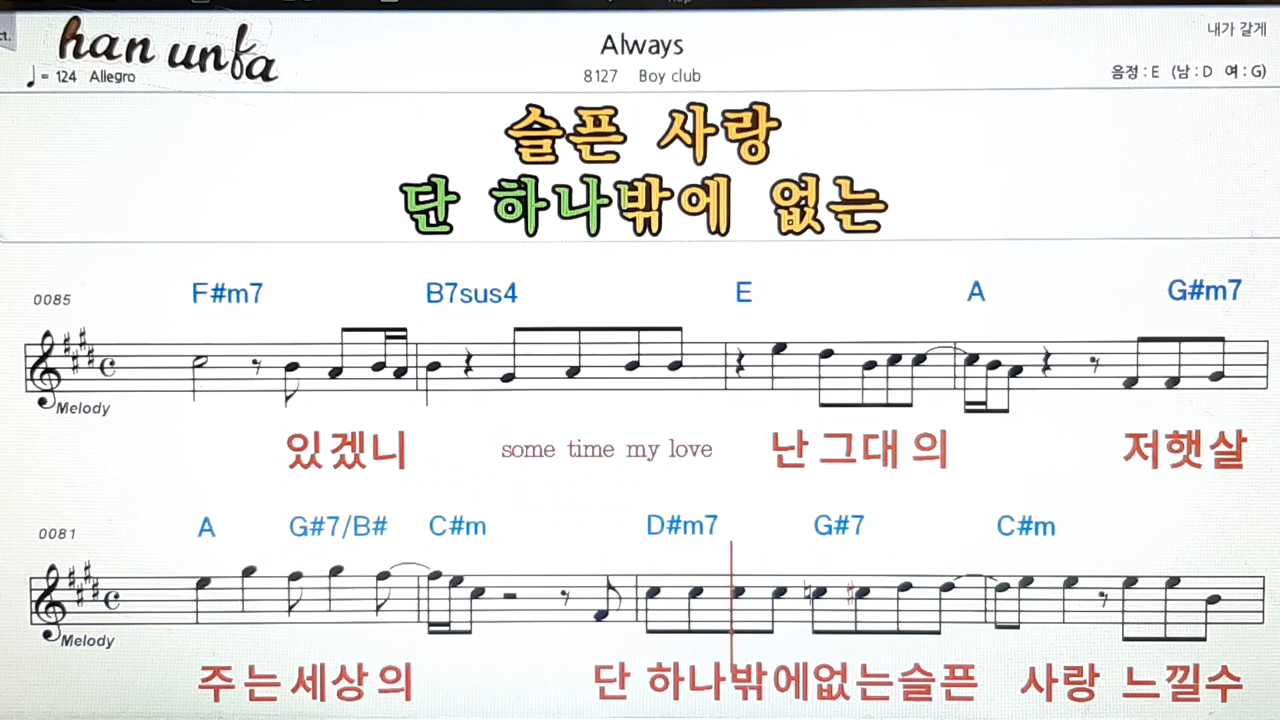 ct.
han unfa
Always
내가 갈게
♩= 124 Allegro
8127 Boy club
음정 : E (남 : D 여 : G)
슬픈 사랑
단 하나밖에 없는
0085
F#m7 B7sus4 E A G#m7
Melody
있겠니 some time my love 난 그대 의 저햇살
0081
A G#7/B# C#m D#m7 G#7 C#m
Melody
주는세상의 단 하나밖에없는슬픈 사랑 느낄수